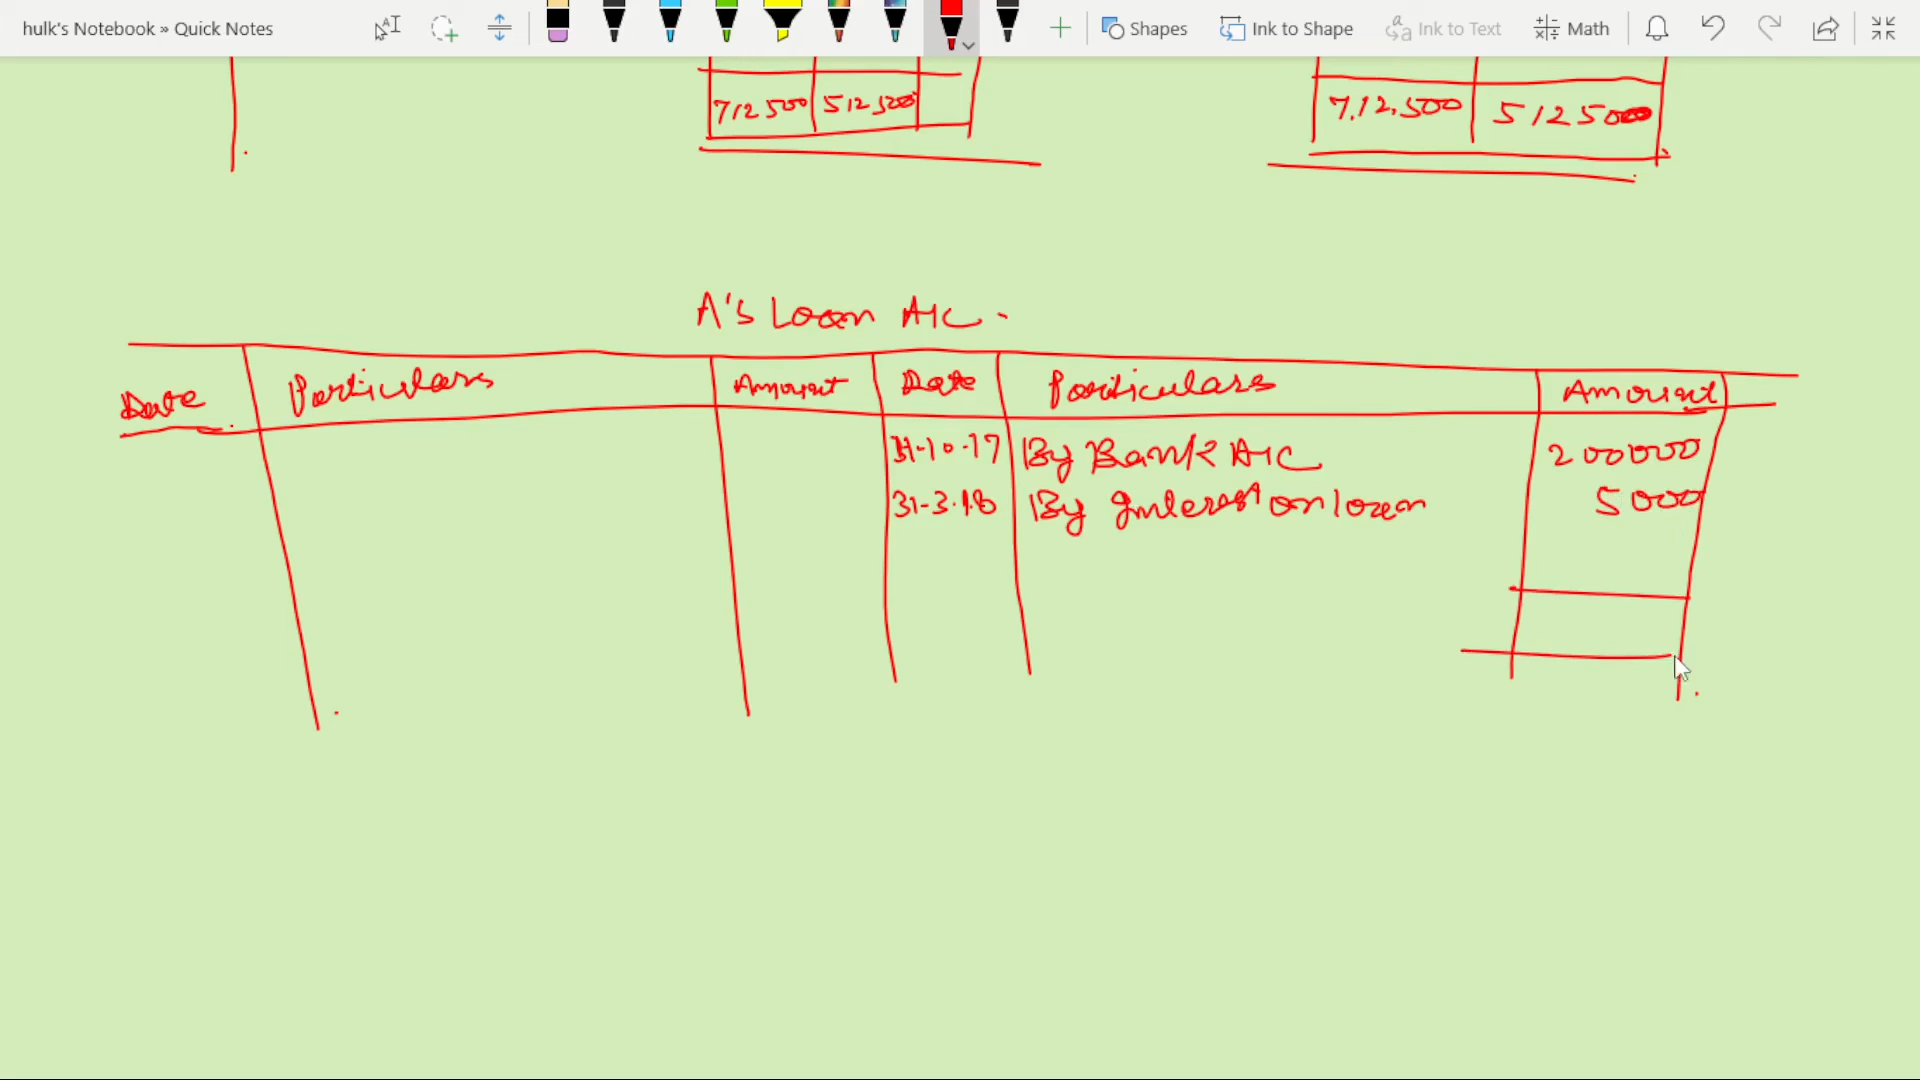 hulk's Notebook » Quick Notes
Shapes Ink to Shape Ink to Text Math
712500 512500 7,12,500 512500
A's Loan A/C.
Date Particulars Amount Date Particulars Amount
31-10-17 By Bank A/C 200000
31-3-18 By Interest on loan 5000